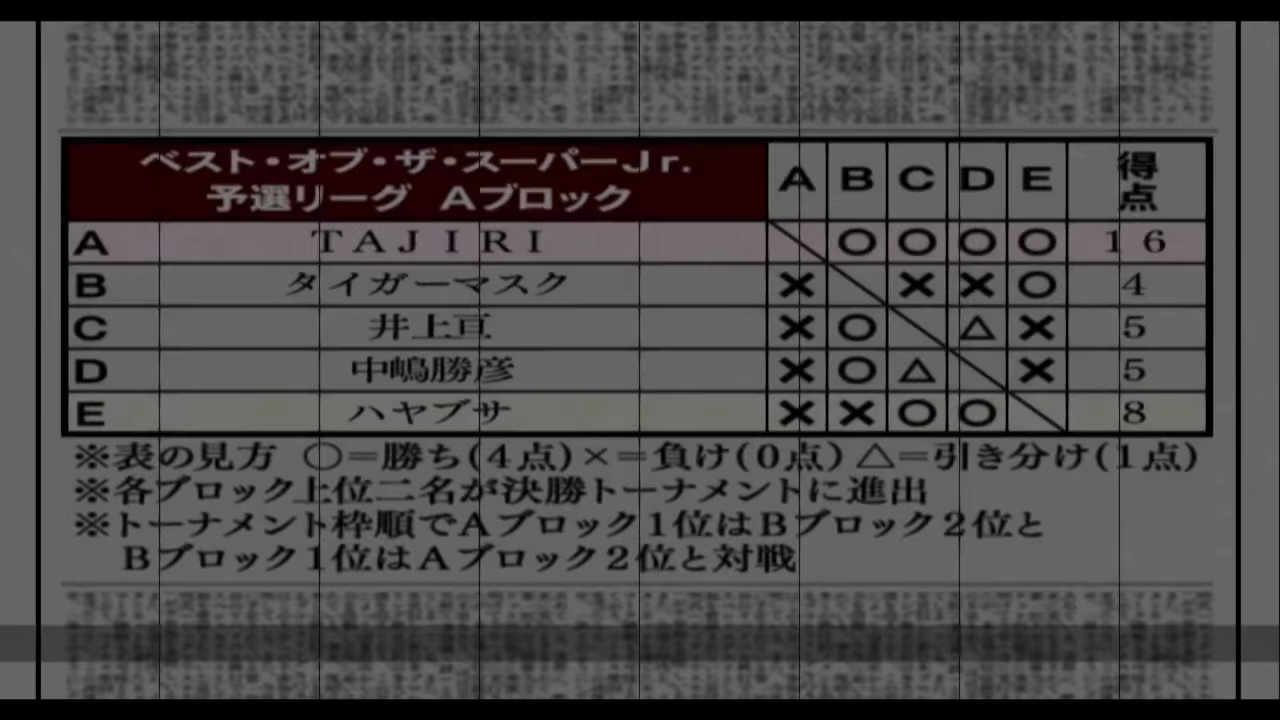 ベスト・オブ・ザ・スーパーJr.
予選リーグ Aブロック A B C D E 得点
A TAJIRI ＼ ○ ○ ○ ○ 16
B タイガーマスク × ＼ × × ○ 4
C 井上亘 × ○ ＼ △ × 5
D 中嶋勝彦 × ○ △ ＼ × 5
E ハヤブサ × × ○ ○ ＼ 8
※表の見方 ○=勝ち(4点)×=負け(0点)△=引き分け(1点)
※各ブロック上位二名が決勝トーナメントに進出
※トーナメント枠順でAブロック1位はBブロック2位と
Bブロック1位はAブロック2位と対戦